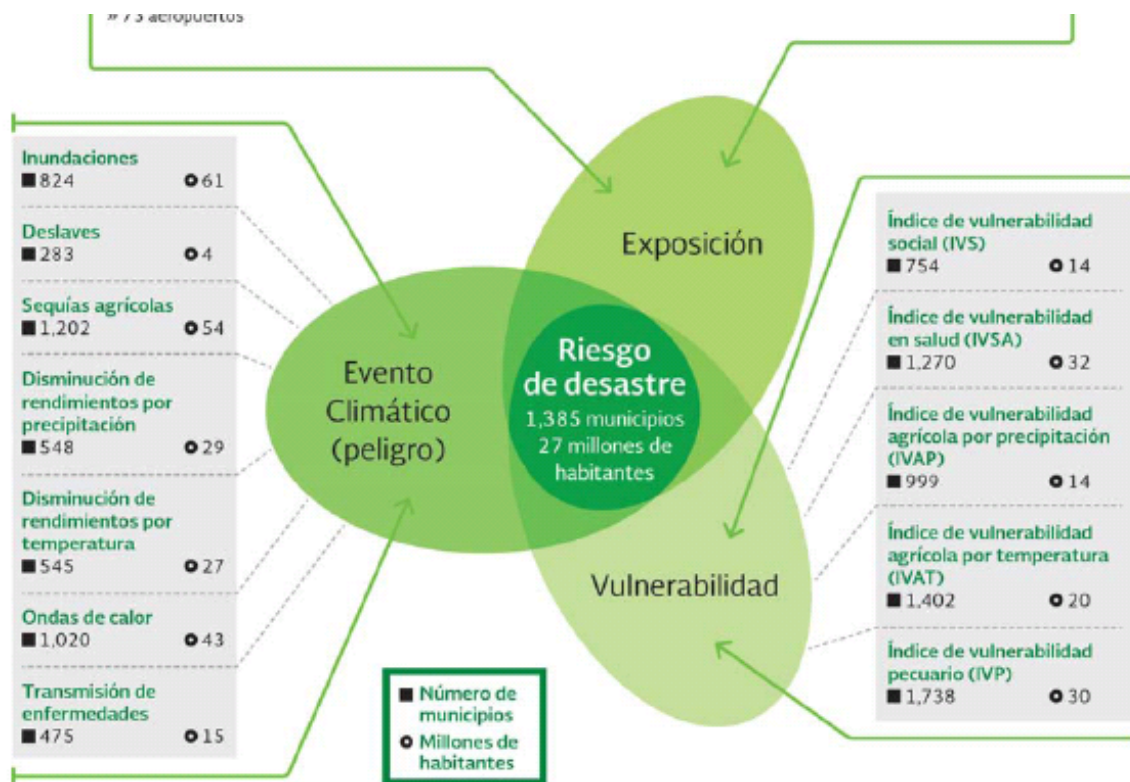 » 73 aeropuertos
Inundaciones
824 61
Deslaves
283 4
Sequías agrícolas
1,202 54
Disminución de
rendimientos por
precipitación
548 29
Disminución de
rendimientos por
temperatura
545 27
Ondas de calor
1,020 43
Transmisión de
enfermedades
475 15
Exposición
Evento
Climático
(peligro)
Riesgo
de desastre
1,385 municipios
27 millones de
habitantes
Vulnerabilidad
Número de
municipios
Millones de
habitantes
Índice de vulnerabilidad
social (IVS)
754 14
Índice de vulnerabilidad
en salud (IVSA)
1,270 32
Índice de vulnerabilidad
agrícola por precipitación
(IVAP)
999 14
Índice de vulnerabilidad
agrícola por temperatura
(IVAT)
1,402 20
Índice de vulnerabilidad
pecuario (IVP)
1,738 30